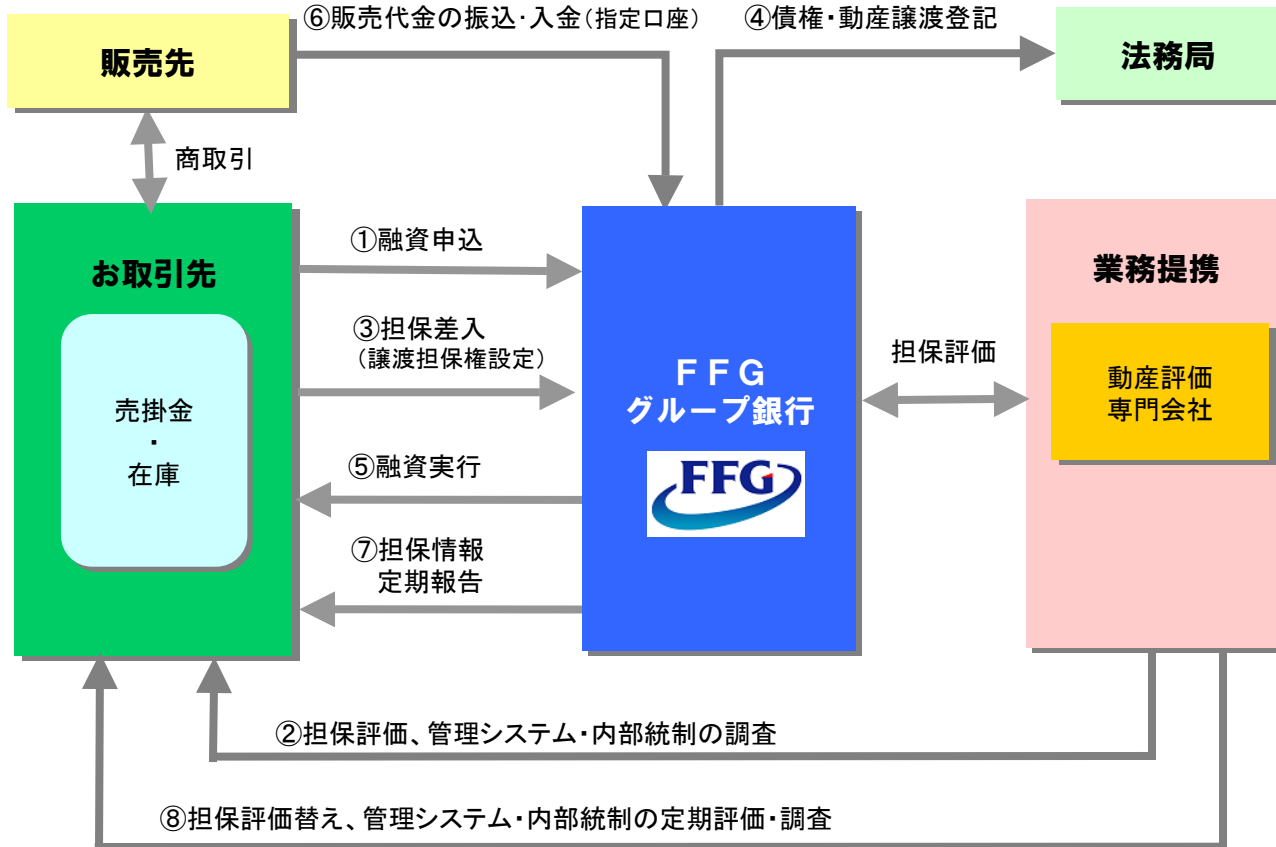 ⑥販売代金の振込・入金（指定口座）
④債権・動産譲渡登記
販売先
法務局
商取引
お取引先
売掛金
・
在庫
①融資申込
③担保差入
（譲渡担保権設定）
⑤融資実行
⑦担保情報
定期報告
ＦＦＧ
グループ銀行
FFG
担保評価
業務提携
動産評価
専門会社
②担保評価、管理システム・内部統制の調査
⑧担保評価替え、管理システム・内部統制の定期評価・調査